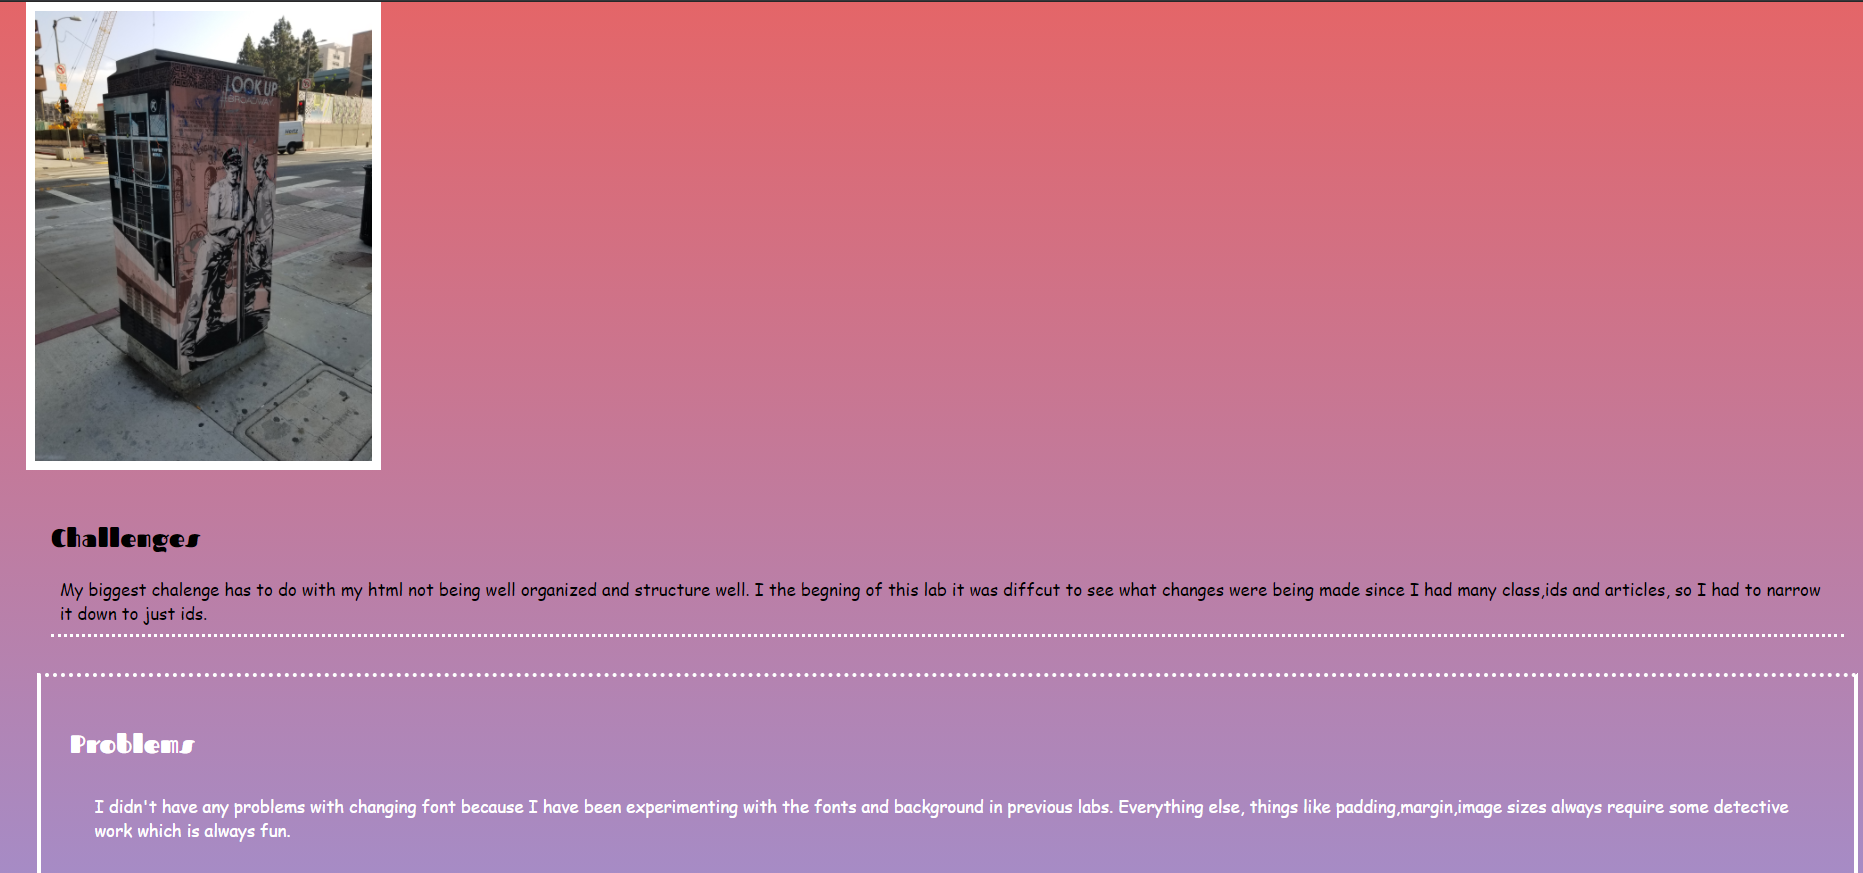 LOOK UP
BROADWAY
Challenges
My biggest chalenge has to do with my html not being well organized and structure well. I the begning of this lab it was diffcut to see what changes were being made since I had many class,ids and articles, so I had to narrow
it down to just ids.
Problems
I didn't have any problems with changing font because I have been experimenting with the fonts and background in previous labs. Everything else, things like padding,margin,image sizes always require some detective
work which is always fun.